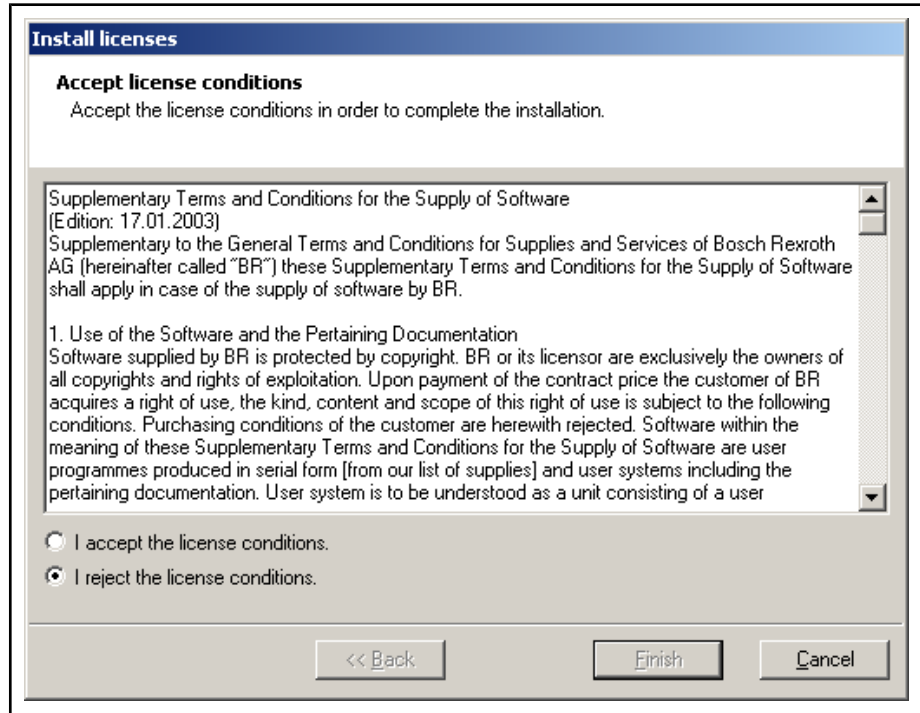 Install licenses
Accept license conditions
Accept the license conditions in order to complete the installation.
Supplementary Terms and Conditions for the Supply of Software
(Edition: 17.01.2003)
Supplementary to the General Terms and Conditions for Supplies and Services of Bosch Rexroth
AG (hereinafter called "BR") these Supplementary Terms and Conditions for the Supply of Software
shall apply in case of the supply of software by BR.
1. Use of the Software and the Pertaining Documentation
Software supplied by BR is protected by copyright. BR or its licensor are exclusively the owners of
all copyrights and rights of exploitation. Upon payment of the contract price the customer of BR
acquires a right of use, the kind, content and scope of this right of use is subject to the following
conditions. Purchasing conditions of the customer are herewith rejected. Software within the
meaning of these Supplementary Terms and Conditions for the Supply of Software are user
programmes produced in serial form [from our list of supplies] and user systems including the
pertaining documentation. User system is to be understood as a unit consisting of a user
I accept the license conditions.
I reject the license conditions.
<< Back
Finish
Cancel